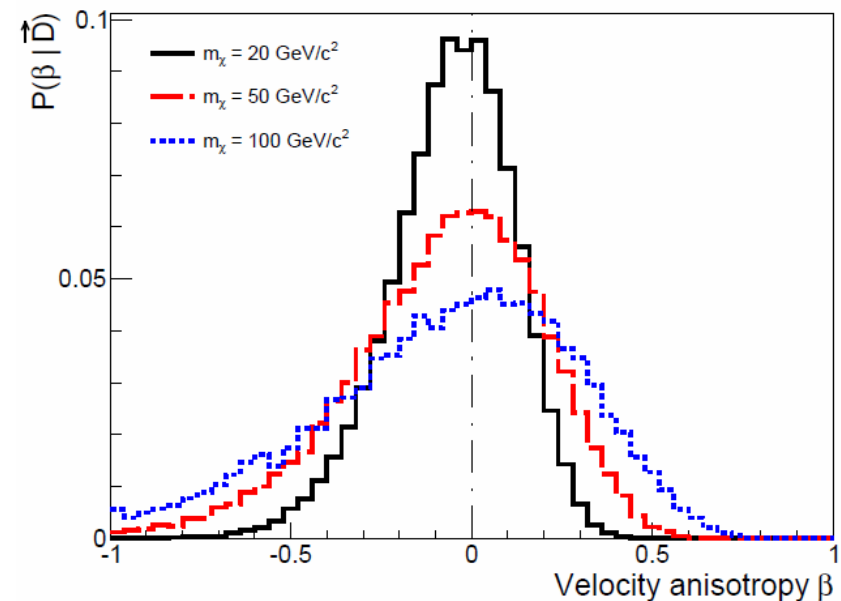 P(β | D⃗)
0.1
0.05
0
m_χ = 20 GeV/c²
m_χ = 50 GeV/c²
m_χ = 100 GeV/c²
-1 -0.5 0 0.5 1
Velocity anisotropy β